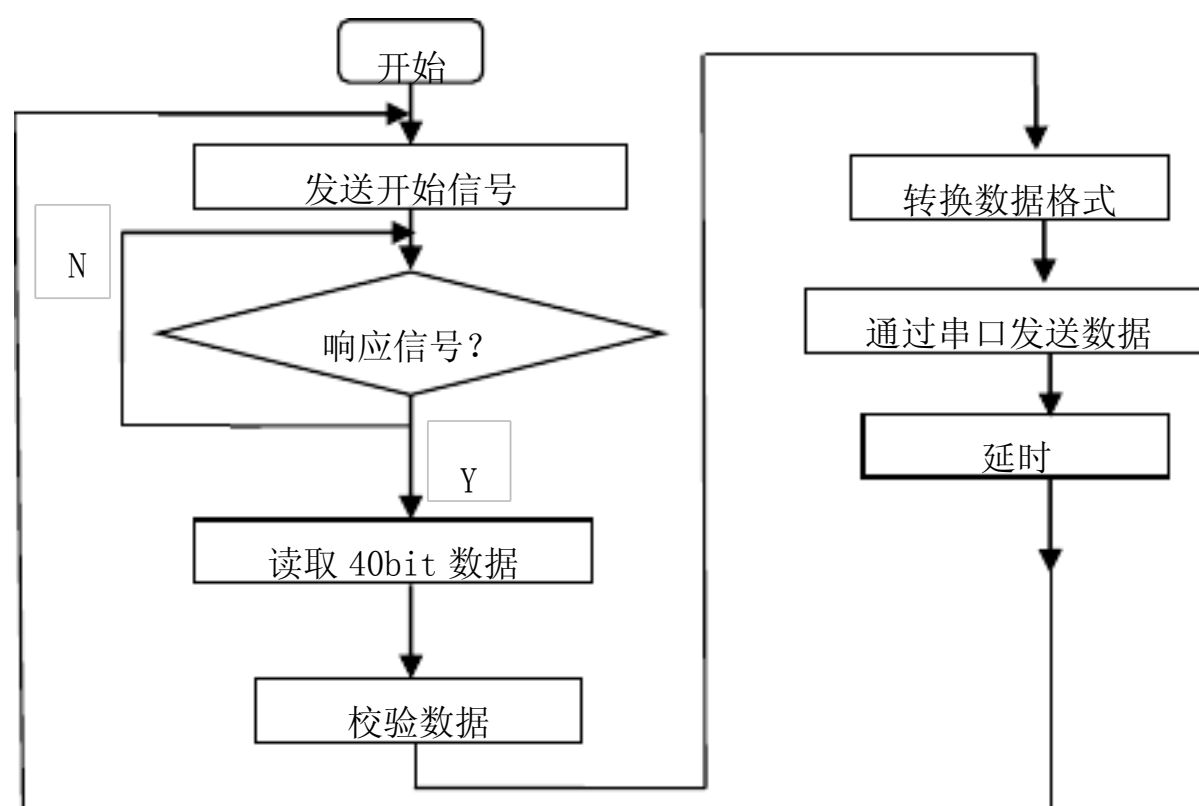 开始
发送开始信号
N
响应信号？
Y
读取 40bit 数据
校验数据
转换数据格式
通过串口发送数据
延时